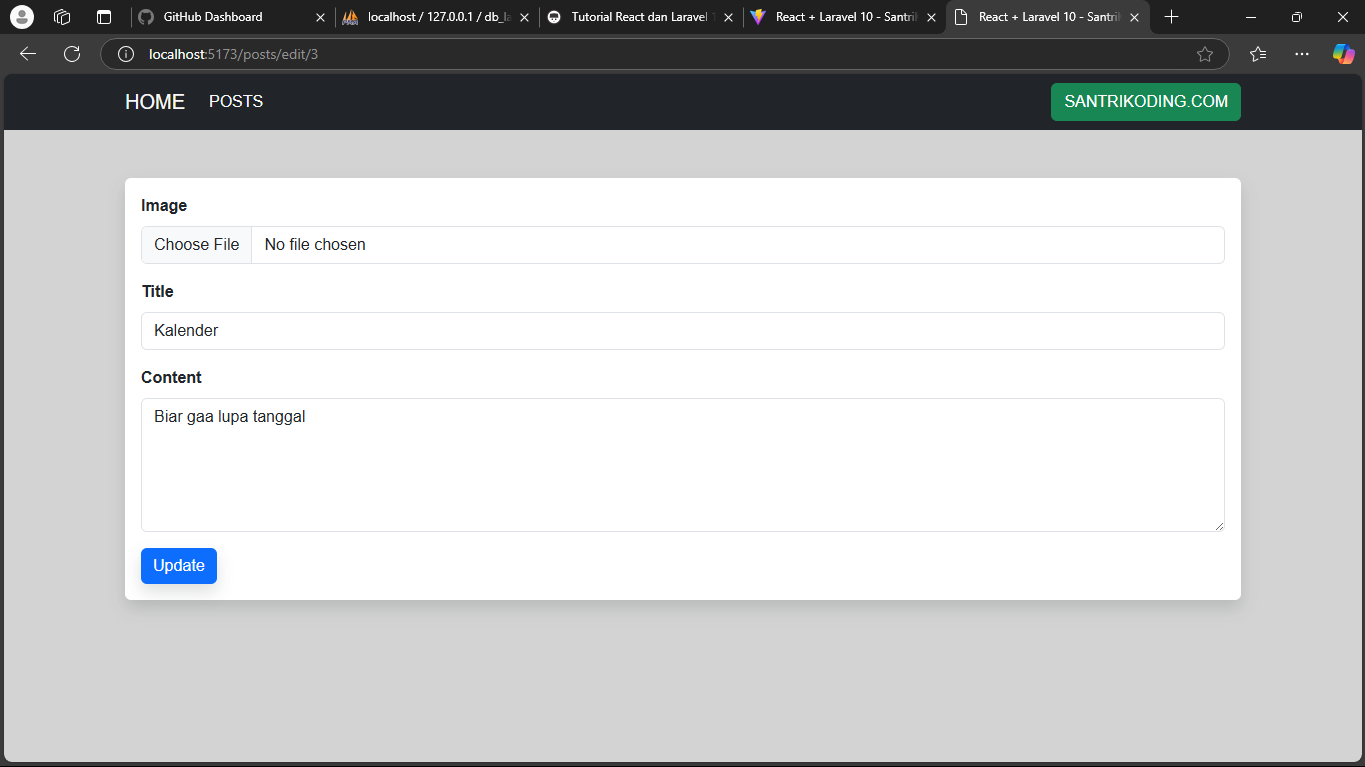 GitHub Dashboard
localhost / 127.0.0.1 / db_la
Tutorial React dan Laravel
React + Laravel 10 - Santri
React + Laravel 10 - Santri
localhost:5173/posts/edit/3
HOME POSTS SANTRIKODING.COM
Image
Choose File No file chosen
Title
Kalender
Content
Biar gaa lupa tanggal
Update